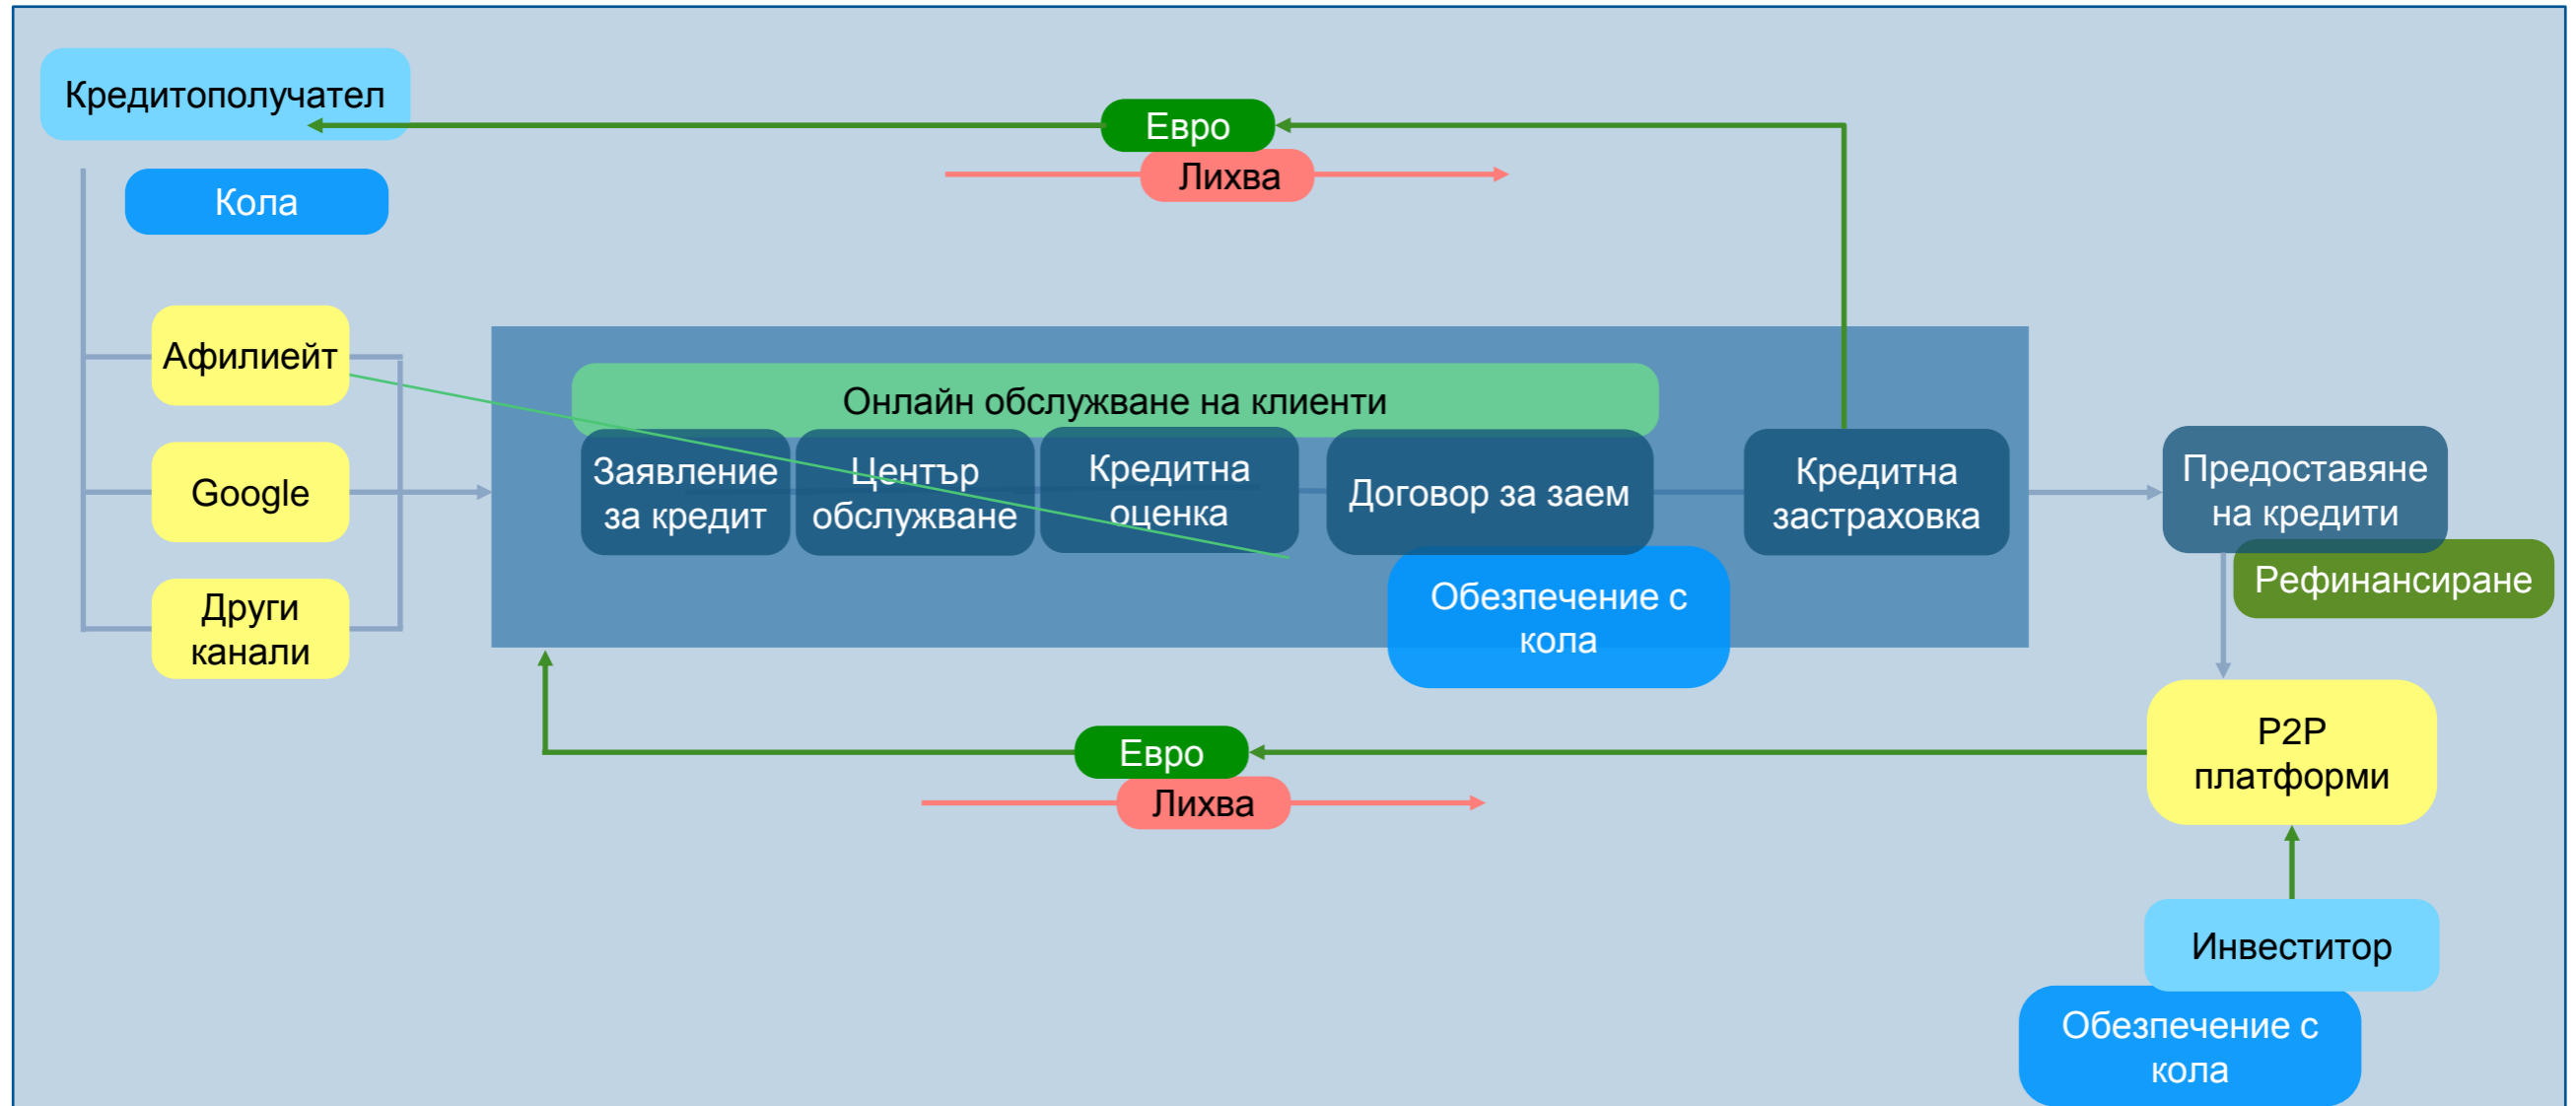 Кредитополучател
Евро
Лихва
Кола
Афилиейт
Google
Други
канали
Онлайн обслужване на клиенти
Заявление
за кредит
Център
обслужване
Кредитна
оценка
Договор за заем
Кредитна
застраховка
Обезпечение с
кола
Предоставяне
на кредити
Рефинансиране
Евро
Лихва
P2P
платформи
Инвеститор
Обезпечение с
кола